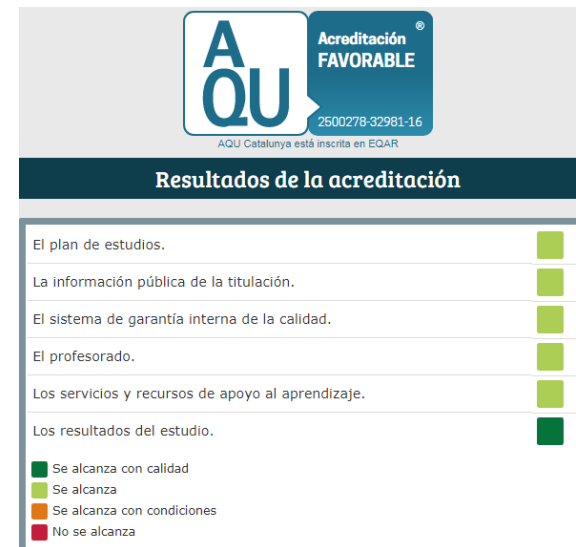 A
QU
Acreditación ®
FAVORABLE
2500278-32981-16
AQU Catalunya está inscrita en EQAR
Resultados de la acreditación
El plan de estudios.
La información pública de la titulación.
El sistema de garantía interna de la calidad.
El profesorado.
Los servicios y recursos de apoyo al aprendizaje.
Los resultados del estudio.
Se alcanza con calidad
Se alcanza
Se alcanza con condiciones
No se alcanza